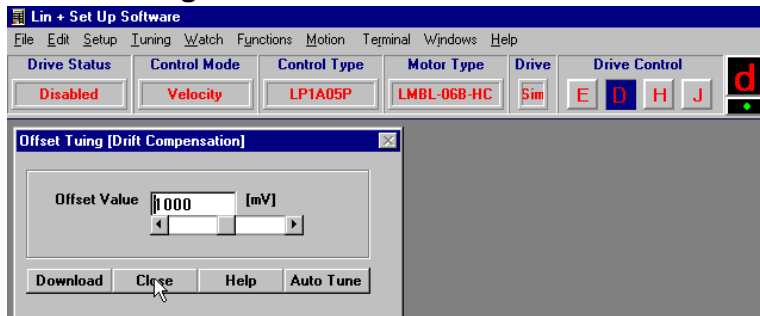 Lin + Set Up Software
File Edit Setup Tuning Watch Functions Motion Terminal Windows Help
Drive Status Control Mode Control Type Motor Type Drive Drive Control
Disabled Velocity LP1A05P LMBL-06B-HC Sim E D H J d
Offset Tuing [Drift Compensation]
Offset Value 1000 [mV]
Download Close Help Auto Tune